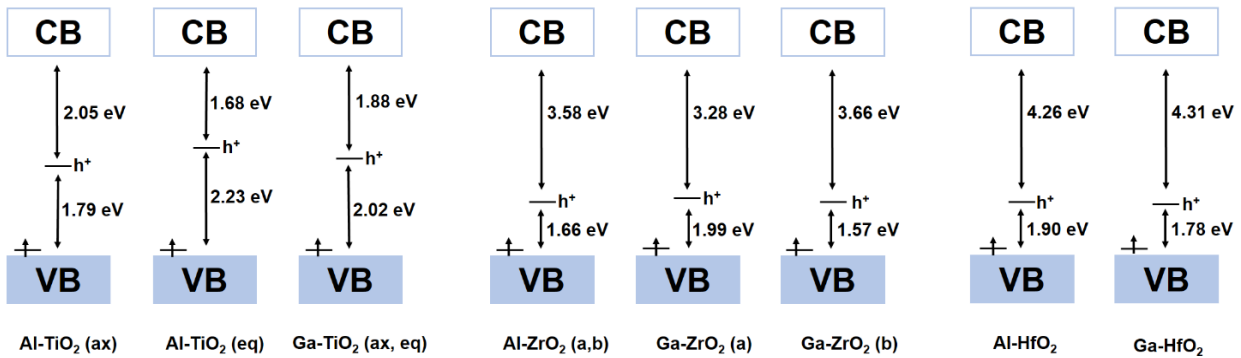 CB CB CB CB CB CB CB CB
2.05 eV 1.68 eV 1.88 eV 3.58 eV 3.28 eV 3.66 eV 4.26 eV 4.31 eV
h⁺ h⁺ h⁺ h⁺ h⁺ h⁺ h⁺ h⁺
1.79 eV 2.23 eV 2.02 eV 1.66 eV 1.99 eV 1.57 eV 1.90 eV 1.78 eV
VB VB VB VB VB VB VB VB
Al-TiO₂ (ax) Al-TiO₂ (eq) Ga-TiO₂ (ax, eq) Al-ZrO₂ (a,b) Ga-ZrO₂ (a) Ga-ZrO₂ (b) Al-HfO₂ Ga-HfO₂